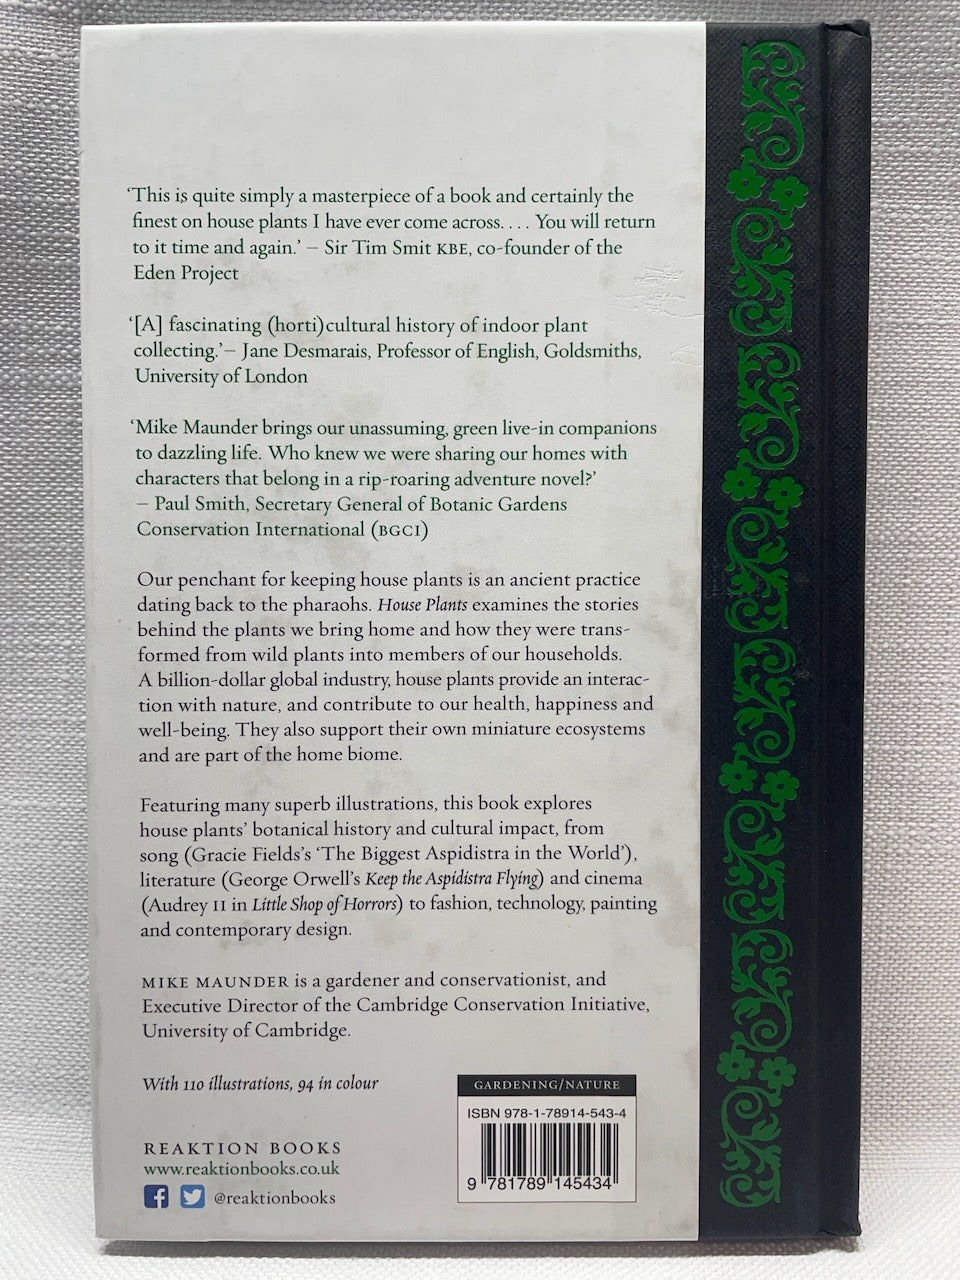 ‘This is quite simply a masterpiece of a book and certainly the
finest on house plants I have ever come across. . . . You will return
to it time and again.’ – Sir Tim Smit KBE, co-founder of the
Eden Project
‘[A] fascinating (horti)cultural history of indoor plant
collecting.’– Jane Desmarais, Professor of English, Goldsmiths,
University of London
‘Mike Maunder brings our unassuming, green live-in companions
to dazzling life. Who knew we were sharing our homes with
characters that belong in a rip-roaring adventure novel?’
– Paul Smith, Secretary General of Botanic Gardens
Conservation International (BGCI)
Our penchant for keeping house plants is an ancient practice
dating back to the pharaohs. House Plants examines the stories
behind the plants we bring home and how they were trans-
formed from wild plants into members of our households.
A billion-dollar global industry, house plants provide an interac-
tion with nature, and contribute to our health, happiness and
well-being. They also support their own miniature ecosystems
and are part of the home biome.
Featuring many superb illustrations, this book explores
house plants’ botanical history and cultural impact, from
song (Gracie Fields’s ‘The Biggest Aspidistra in the World’),
literature (George Orwell’s Keep the Aspidistra Flying) and cinema
(Audrey II in Little Shop of Horrors) to fashion, technology, painting
and contemporary design.
MIKE MAUNDER is a gardener and conservationist, and
Executive Director of the Cambridge Conservation Initiative,
University of Cambridge.
With 110 illustrations, 94 in colour
GARDENING/NATURE
ISBN 978-1-78914-543-4
9 781789 145434
REAKTION BOOKS
www.reaktionbooks.co.uk
@reaktionbooks